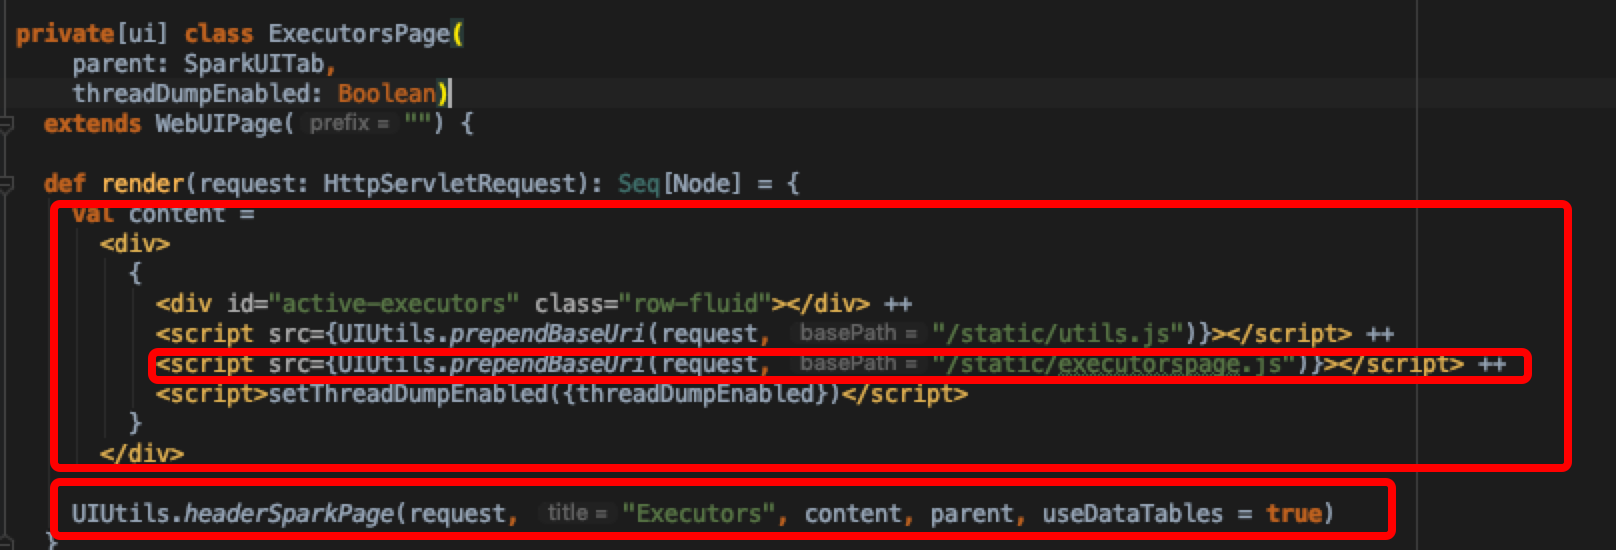 private[ui] class ExecutorsPage(
parent: SparkUITab,
threadDumpEnabled: Boolean)
extends WebUIPage( prefix = "") {
def render(request: HttpServletRequest): Seq[Node] = {
val content =
<div>
{
<div id="active-executors" class="row-fluid"></div> ++
<script src={UIUtils.prependBaseUri(request, basePath = "/static/utils.js")}></script> ++
<script src={UIUtils.prependBaseUri(request, basePath = "/static/executorspage.js")}></script> ++
<script>setThreadDumpEnabled({threadDumpEnabled})</script>
}
</div>
UIUtils.headerSparkPage(request, title = "Executors", content, parent, useDataTables = true)
}